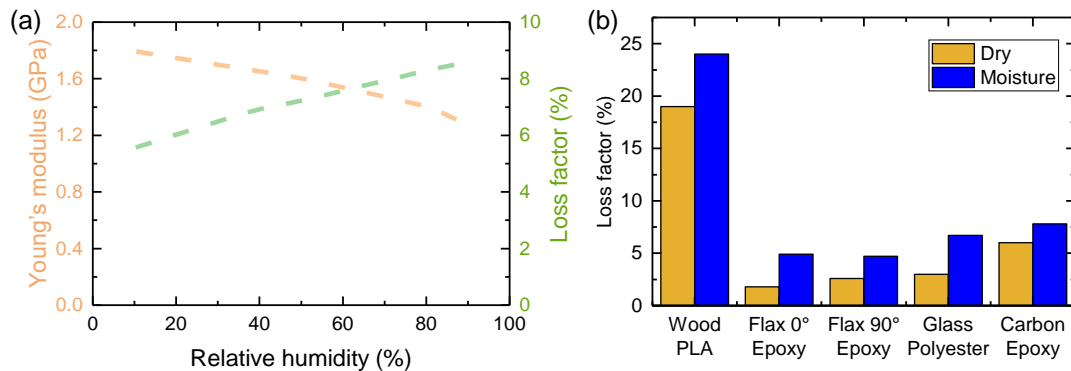 (a)
Young's modulus (GPa)
2.0
1.6
1.2
0.8
0.4
0.0
10
8
6
4
2
0
Loss factor (%)
0
20
40
60
80
100
Relative humidity (%)
(b)
Loss factor (%)
25
20
15
10
5
0
Dry
Moisture
Wood
PLA
Flax 0°
Epoxy
Flax 90°
Epoxy
Glass
Polyester
Carbon
Epoxy